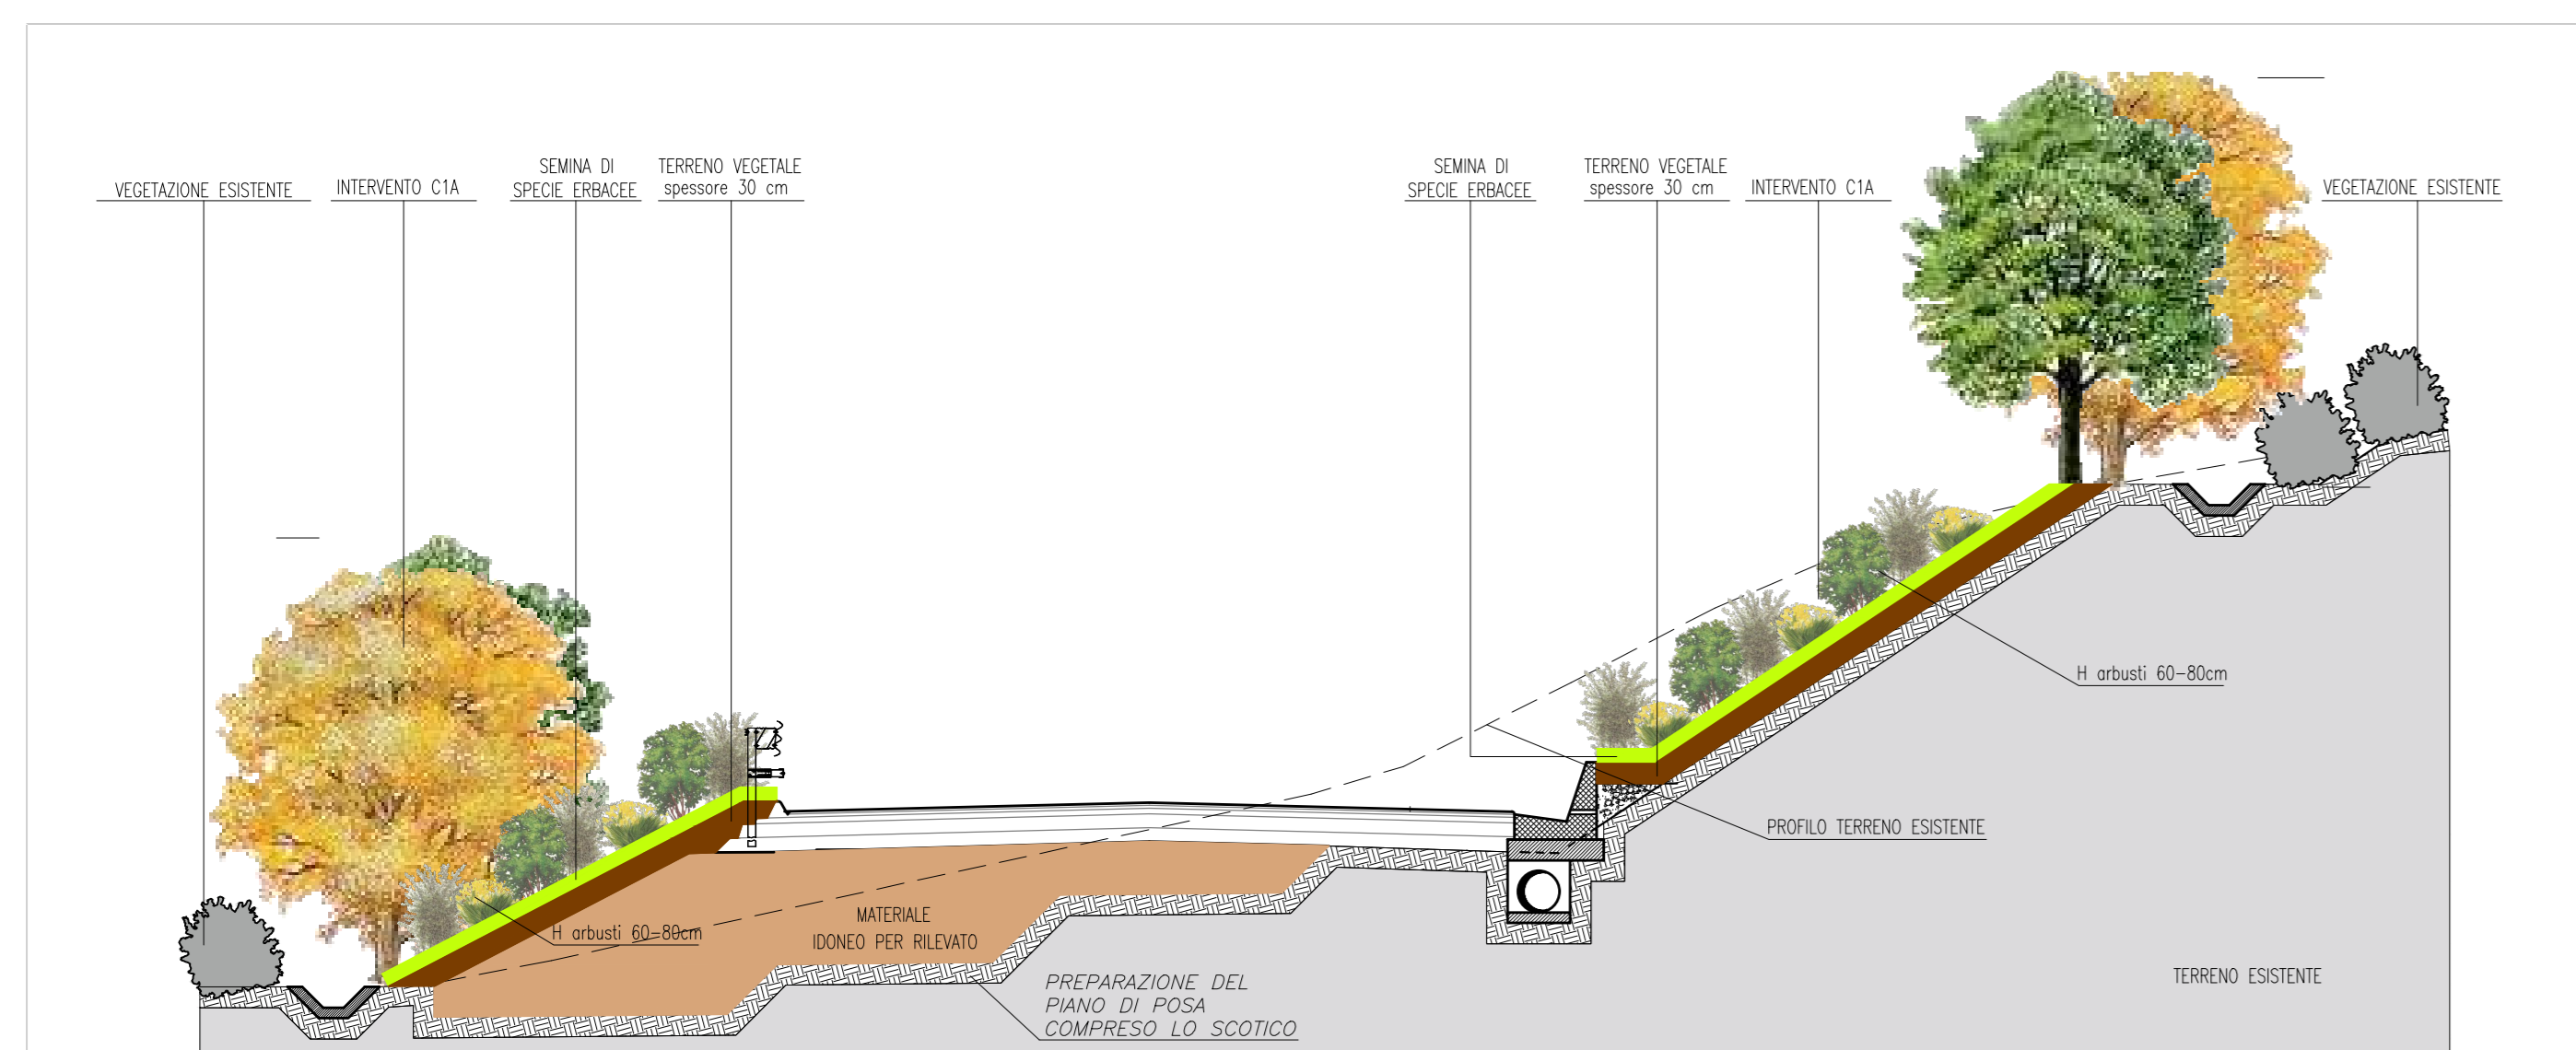 VEGETAZIONE ESISTENTE
INTERVENTO C1A
SEMINA DI
SPECIE ERBACEE
TERRENO VEGETALE
spessore 30 cm
SEMINA DI
SPECIE ERBACEE
TERRENO VEGETALE
spessore 30 cm
INTERVENTO C1A
VEGETAZIONE ESISTENTE
H arbusti 60-80cm
PROFILO TERRENO ESISTENTE
H arbusti 60-80cm
MATERIALE
IDONEO PER RILEVATO
PREPARAZIONE DEL
PIANO DI POSA
COMPRESO LO SCOTICO
TERRENO ESISTENTE